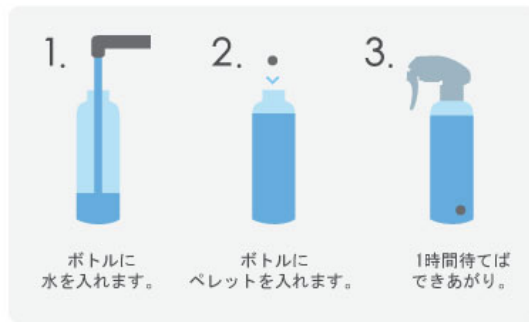 1.
ボトルに
水を入れます。
2.
ボトルに
ペレットを入れます。
3.
1時間待てば
できあがり。